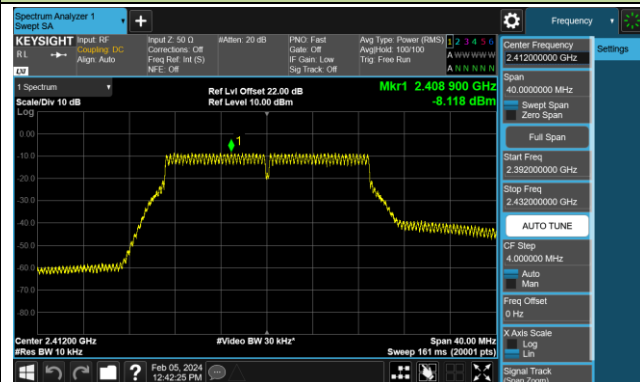 Spectrum Analyzer 1
Swept SA
Frequency
KEYSIGHT
Input: RF
Input Z: 50 Ω
#Atten: 20 dB
PNO: Fast
Avg Type: Power (RMS)
1 2 3 4 5 6
RL
Coupling: DC
Corrections: Off
Gate: Off
Avg|Hold: 100/100
A W W W W W
Align: Auto
Freq Ref: Int (S)
IF Gain: Low
Trig: Free Run
NFE: Off
Sig Track: Off
A N N N N N
LXI
1 Spectrum
Ref Lvl Offset 22.00 dB
Mkr1 2.408 900 GHz
Scale/Div 10 dB
Ref Level 10.00 dBm
-8.118 dBm
Log
1
0.00
-10.0
-20.0
-30.0
-40.0
-50.0
-60.0
-70.0
-80.0
Center 2.41200 GHz
#Video BW 30 kHz*
Span 40.00 MHz
#Res BW 10 kHz
Sweep 161 ms (20001 pts)
Feb 05, 2024
12:42:25 PM
Center Frequency
2.412000000 GHz
Settings
Span
40.0000000 MHz
Swept Span
Zero Span
Full Span
Start Freq
2.392000000 GHz
Stop Freq
2.432000000 GHz
AUTO TUNE
CF Step
4.000000 MHz
Auto
Man
Freq Offset
0 Hz
X Axis Scale
Log
Lin
Signal Track
(Span Zoom)